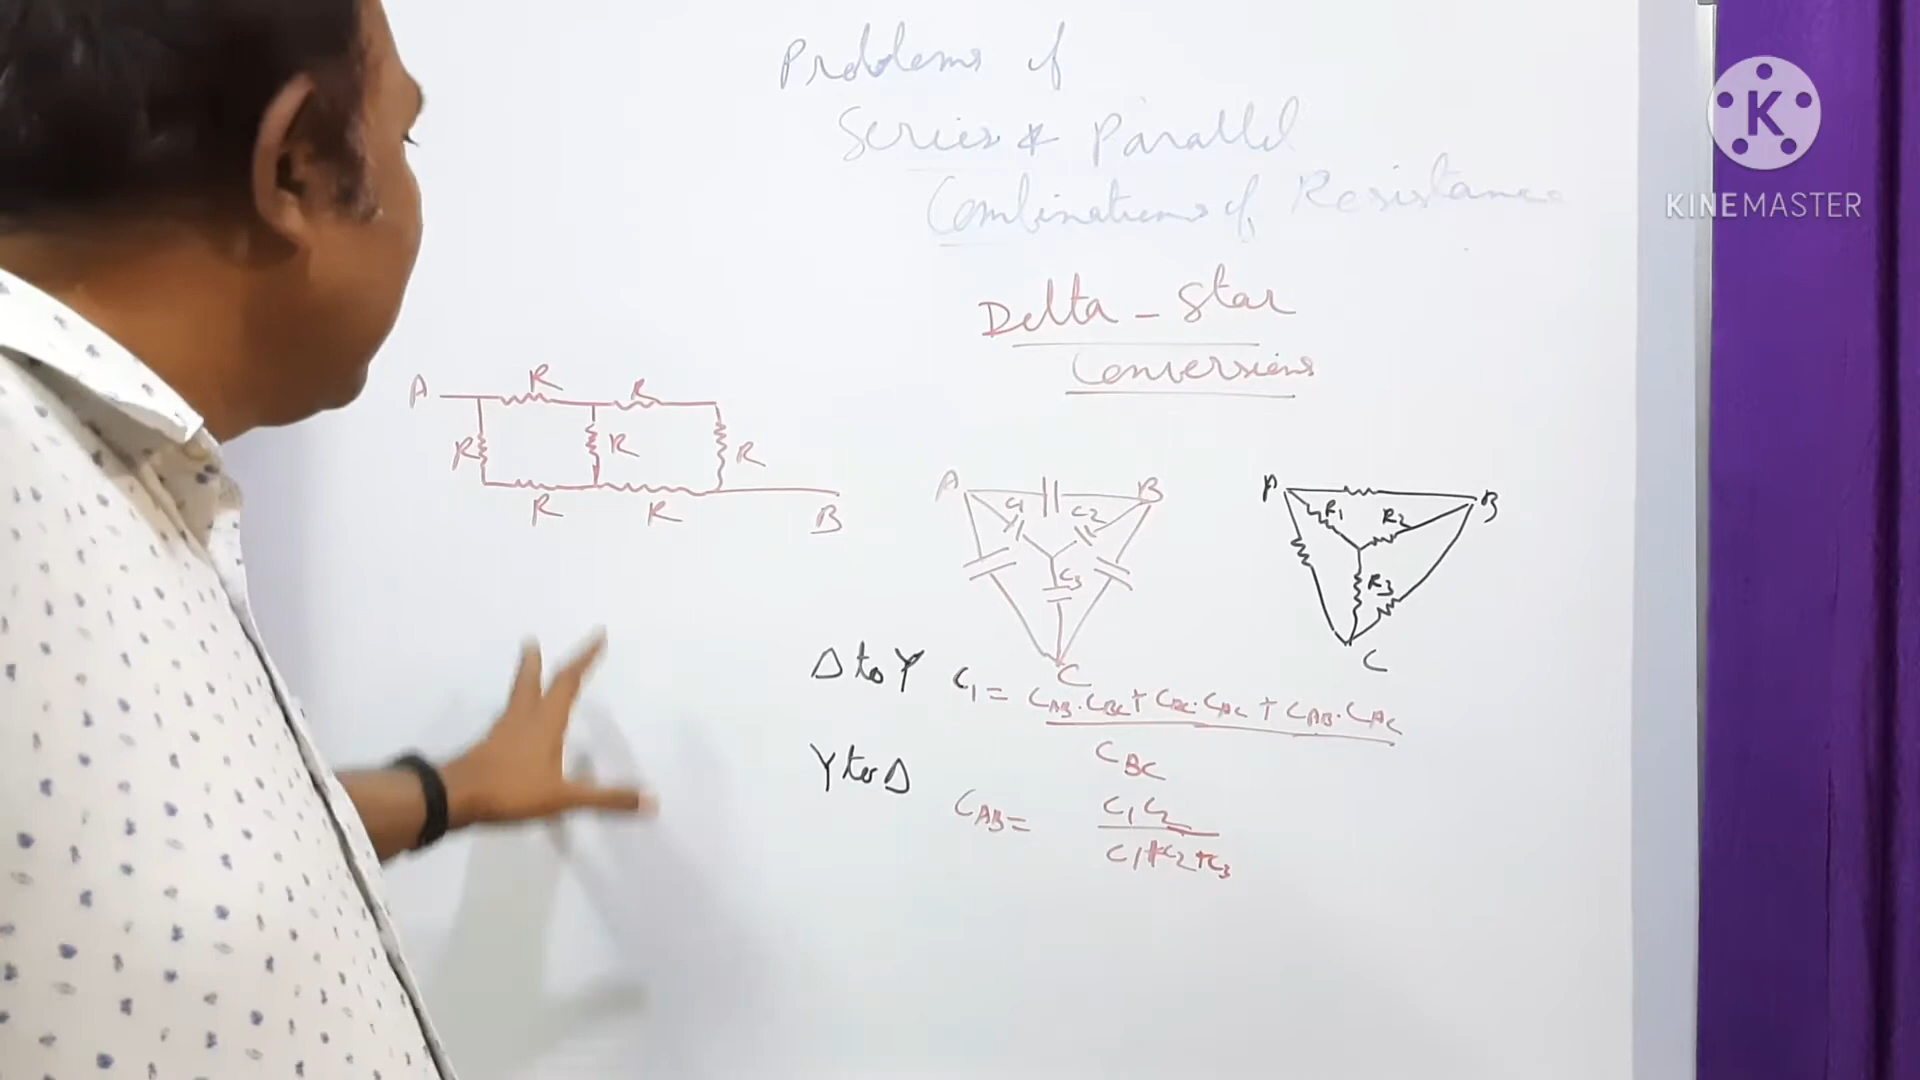 Problems of
Series & Parallel
Combinations of Resistance
Delta - Star
Conversions
A R R
R R R
R R B
A B
C1 C2
C3
C
A B
R1 R2
R3
C
Δ to Y C1 = CAB.CBC + CBC.CAC + CAB.CAC
CBC
Y to Δ CAB = C1C2
C1+C2+C3
K
KINEMASTER